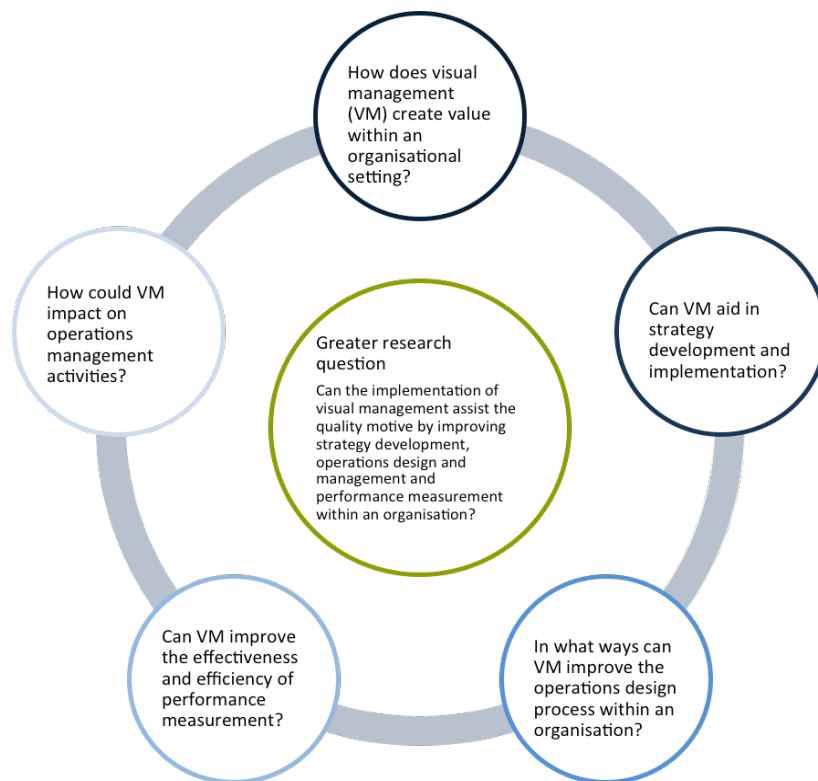 How does visual
management
(VM) create value
within an
organisational
setting?
Can VM aid in
strategy
development and
implementation?
In what ways can
VM improve the
operations design
process within an
organisation?
Can VM improve
the effectiveness
and efficiency of
performance
measurement?
How could VM
impact on
operations
management
activities?
Greater research
question
Can the implementation of
visual management assist the
quality motive by improving
strategy development,
operations design and
management and
performance measurement
within an organisation?